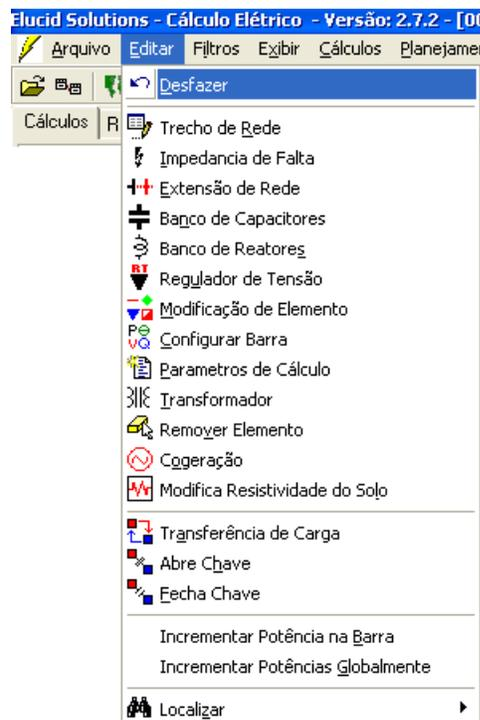 Elucid Solutions - Cálculo Elétrico - Versão: 2.7.2 - [00
Arquivo Editar Filtros Exibir Cálculos Planejame
Cálculos R
Desfazer
Trecho de Rede
Impedancia de Falta
Extensão de Rede
Banco de Capacitores
Banco de Reatores
RT
Regulador de Tensão
Modificação de Elemento
Configurar Barra
Parametros de Cálculo
Transformador
Remover Elemento
Cogeração
Modifica Resistividade do Solo
Transferência de Carga
Abre Chave
Fecha Chave
Incrementar Potência na Barra
Incrementar Potências Globalmente
Localizar